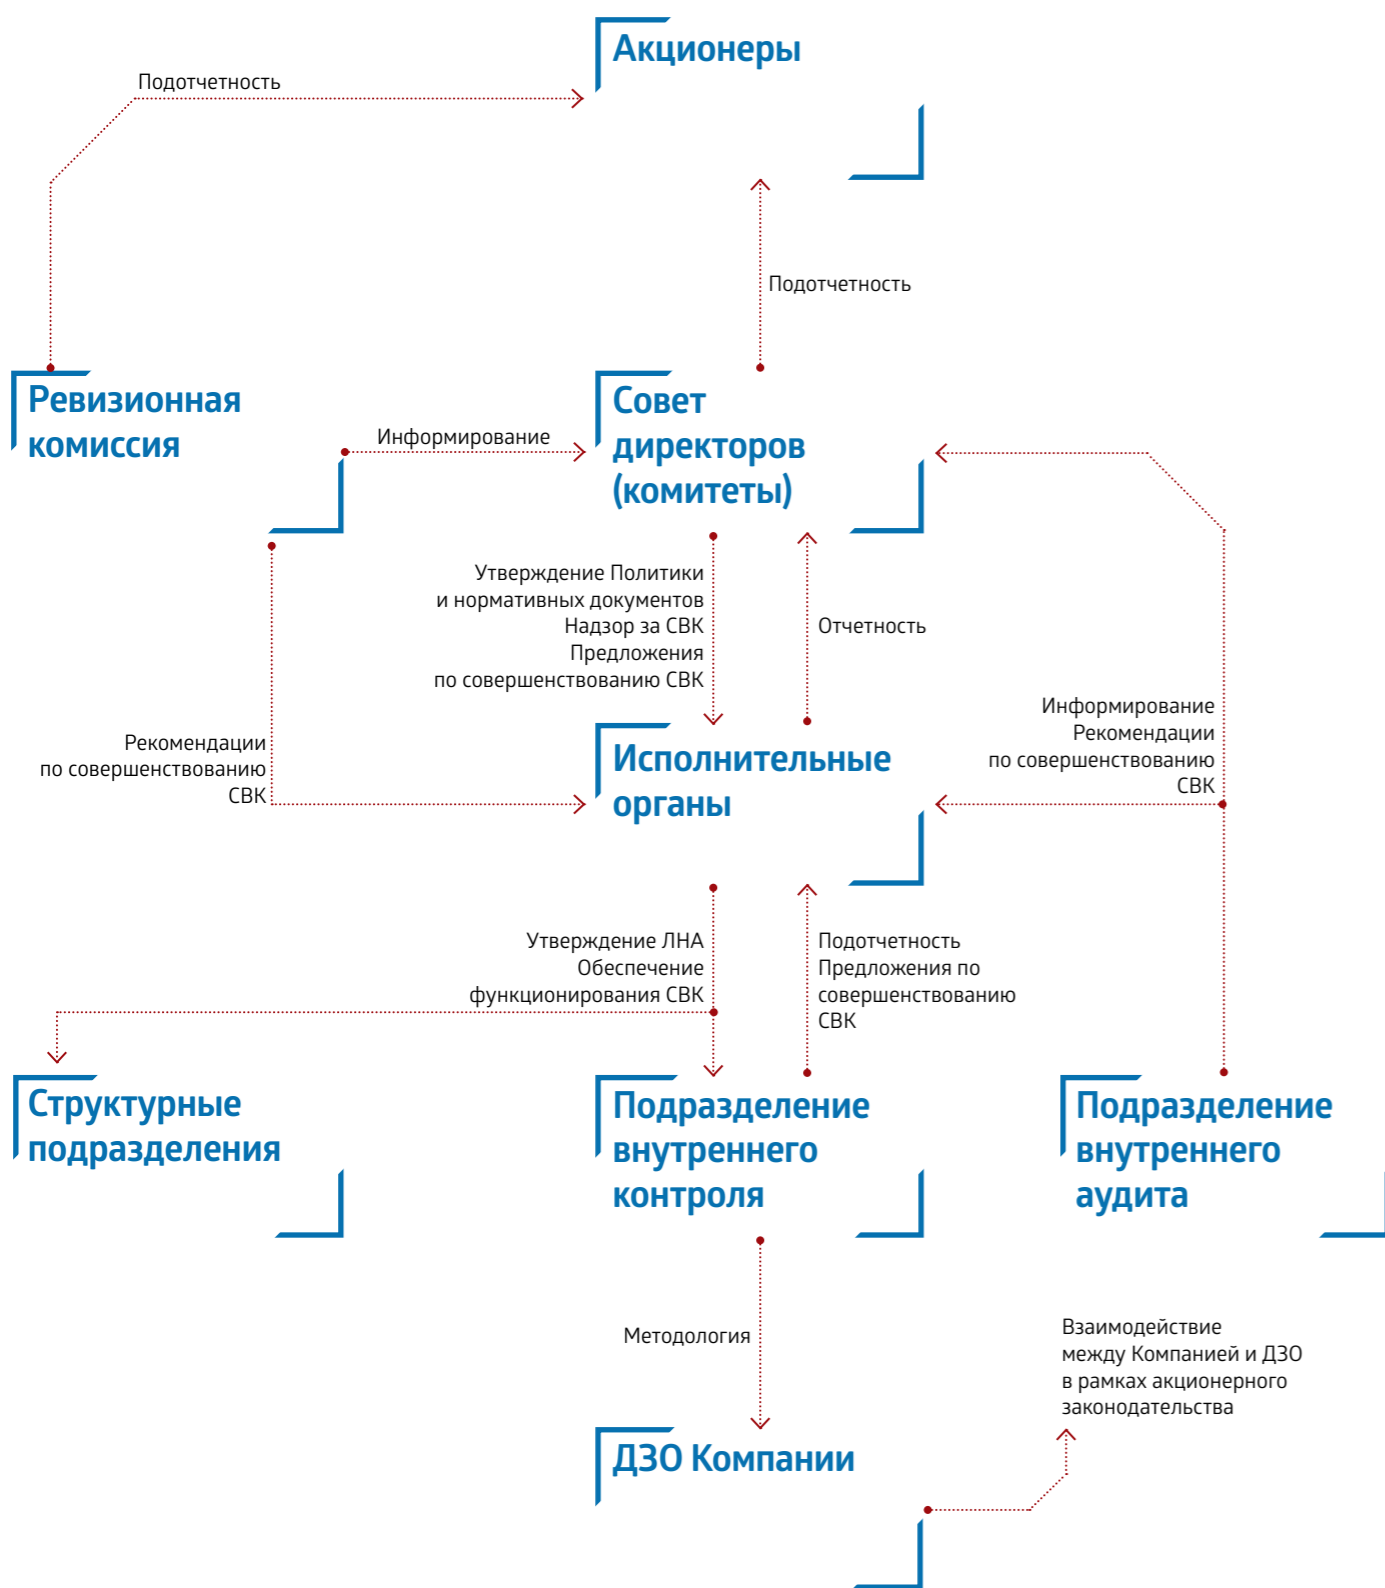 Акционеры
Подотчетность
Подотчетность
Ревизионная
комиссия
Информирование
Совет
директоров
(комитеты)
Утверждение Политики
и нормативных документов
Надзор за СВК
Предложения
по совершенствованию СВК
Отчетность
Рекомендации
по совершенствованию
СВК
Информирование
Рекомендации
по совершенствованию
СВК
Исполнительные
органы
Утверждение ЛНА
Обеспечение
функционирования СВК
Подотчетность
Предложения по
совершенствованию
СВК
Структурные
подразделения
Подразделение
внутреннего
контроля
Подразделение
внутреннего
аудита
Методология
Взаимодействие
между Компанией и ДЗО
в рамках акционерного
законодательства
ДЗО Компании